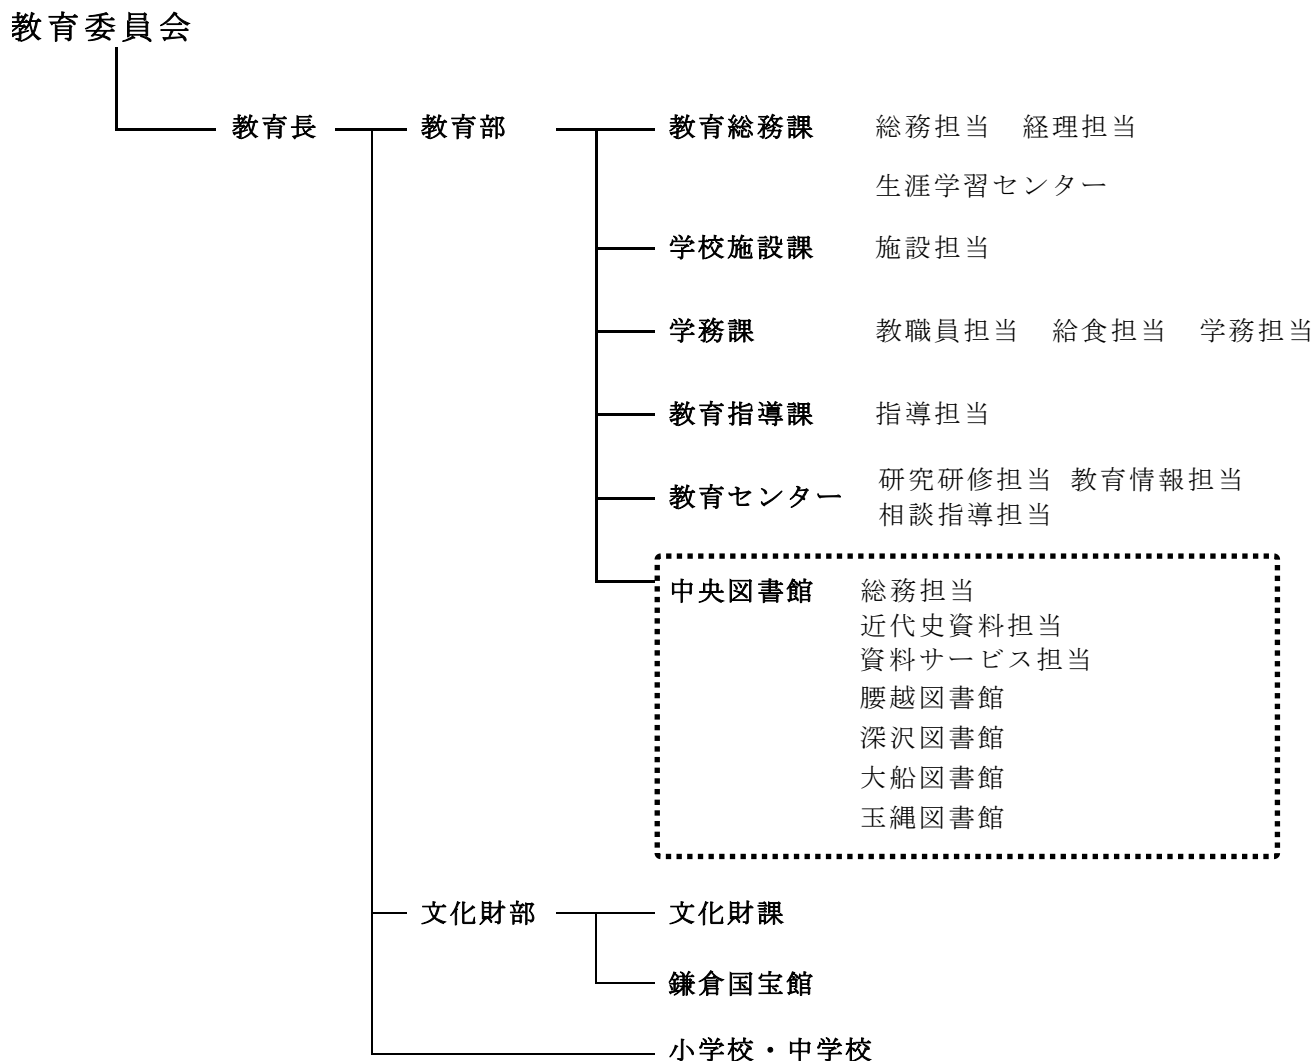 教育委員会
教育長 教育部 教育総務課 総務担当 経理担当
生涯学習センター
学校施設課 施設担当
学務課 教職員担当 給食担当 学務担当
教育指導課 指導担当
教育センター 研究研修担当 教育情報担当
相談指導担当
中央図書館 総務担当
近代史資料担当
資料サービス担当
腰越図書館
深沢図書館
大船図書館
玉縄図書館
文化財部 文化財課
鎌倉国宝館
小学校・中学校